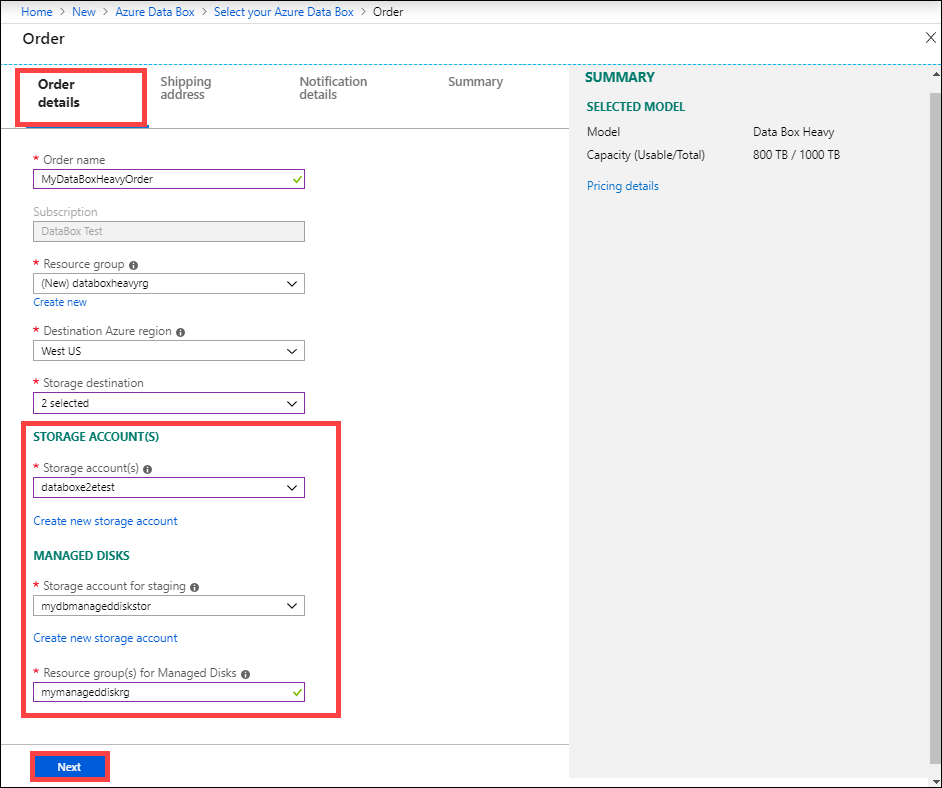 Home > New > Azure Data Box > Select your Azure Data Box > Order
Order
Order
details
Shipping
address
Notification
details
Summary
* Order name
MyDataBoxHeavyOrder
Subscription
DataBox Test
* Resource group
(New) databoxheavyrg
Create new
* Destination Azure region
West US
* Storage destination
2 selected
STORAGE ACCOUNT(S)
* Storage account(s)
databoxe2etest
Create new storage account
MANAGED DISKS
* Storage account for staging
mydbmanageddiskstor
Create new storage account
* Resource group(s) for Managed Disks
mymanageddiskrg
Next
SUMMARY
SELECTED MODEL
Model Data Box Heavy
Capacity (Usable/Total) 800 TB / 1000 TB
Pricing details